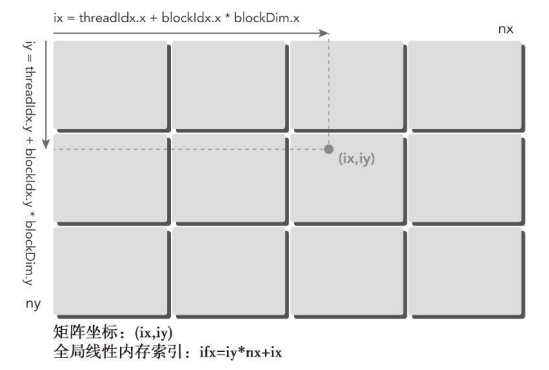 ix = threadIdx.x + blockIdx.x * blockDim.x
nx
iy = threadIdx.y + blockIdx.y * blockDim.y
(ix,iy)
ny
矩阵坐标：(ix,iy)
全局线性内存索引：ifx=iy*nx+ix